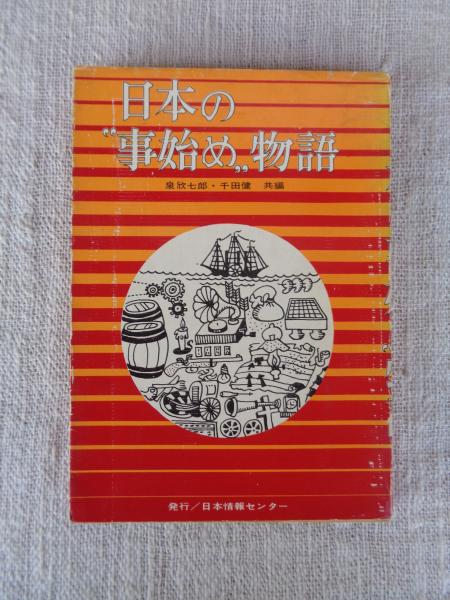 日本の
“事始め„物語
泉欣七郎・千田健 共編
発行／日本情報センター